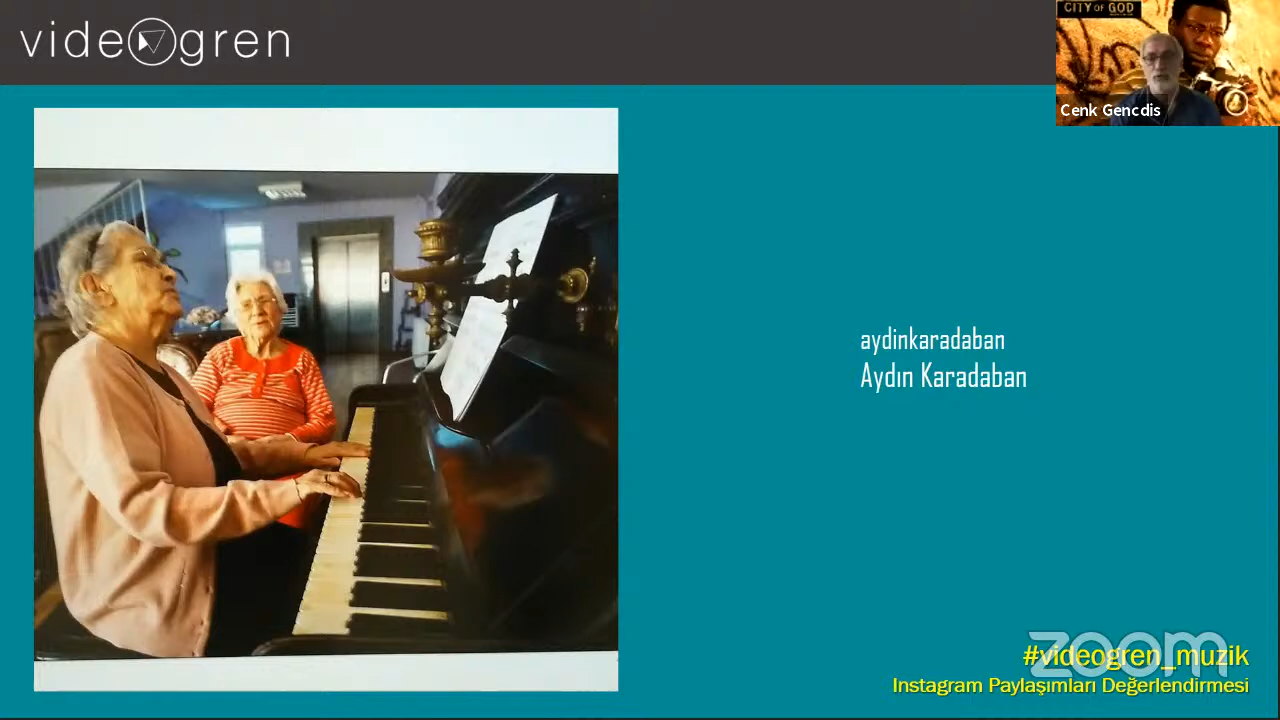 videogren
CITY OF GOD
Cenk Gencdis
aydinkaradaban
Aydın Karadaban
zoom
#videogren_muzik
Instagram Paylaşımları Değerlendirmesi